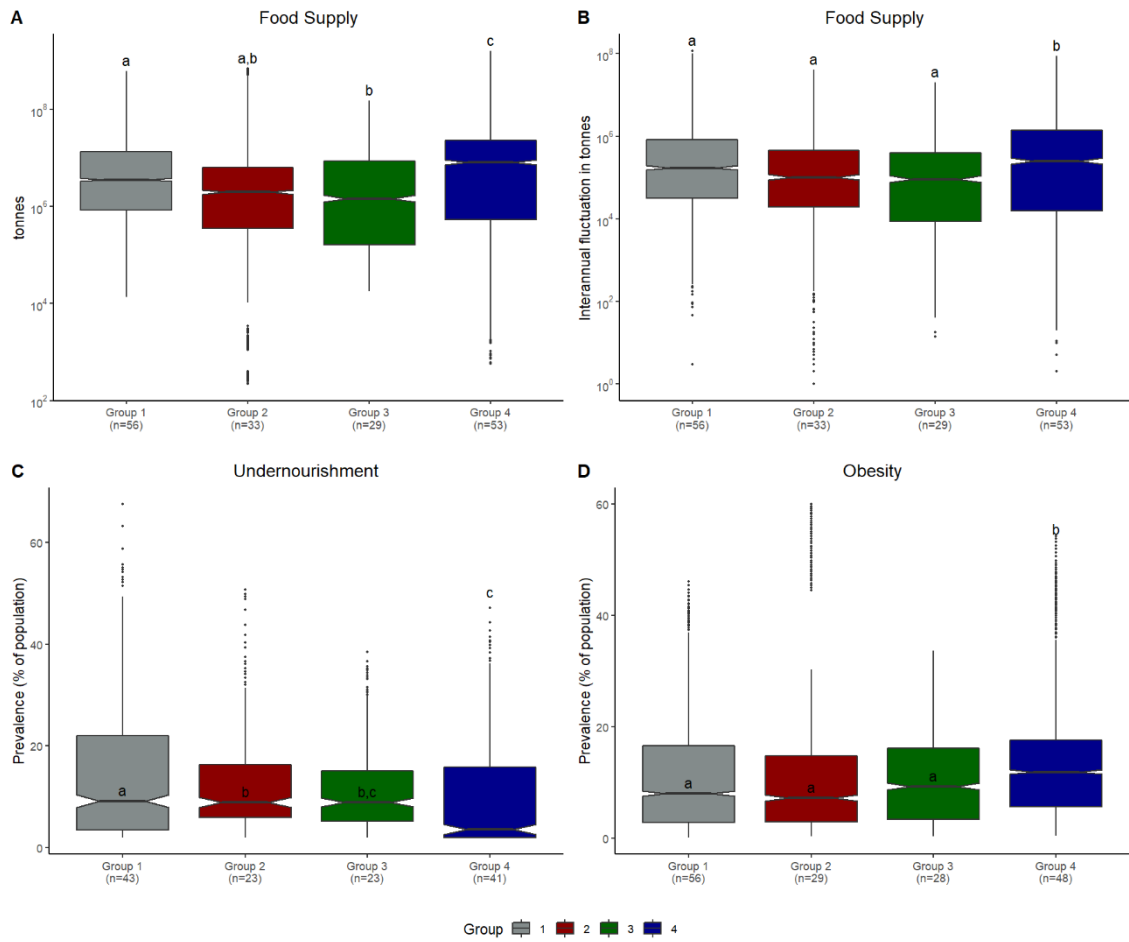 A
Food Supply
a
a,b
b
c
10^8
10^6
10^4
10^2
tonnes
Group 1
(n=56)
Group 2
(n=33)
Group 3
(n=29)
Group 4
(n=53)
B
Food Supply
a
a
a
b
10^8
10^6
10^4
10^2
10^0
Interannual fluctuation in tonnes
Group 1
(n=56)
Group 2
(n=33)
Group 3
(n=29)
Group 4
(n=53)
C
Undernourishment
60
40
20
0
Prevalence (% of population)
a
b
b,c
c
Group 1
(n=43)
Group 2
(n=23)
Group 3
(n=23)
Group 4
(n=41)
D
Obesity
60
40
20
0
Prevalence (% of population)
a
a
a
b
Group 1
(n=56)
Group 2
(n=29)
Group 3
(n=28)
Group 4
(n=48)
Group 1 2 3 4